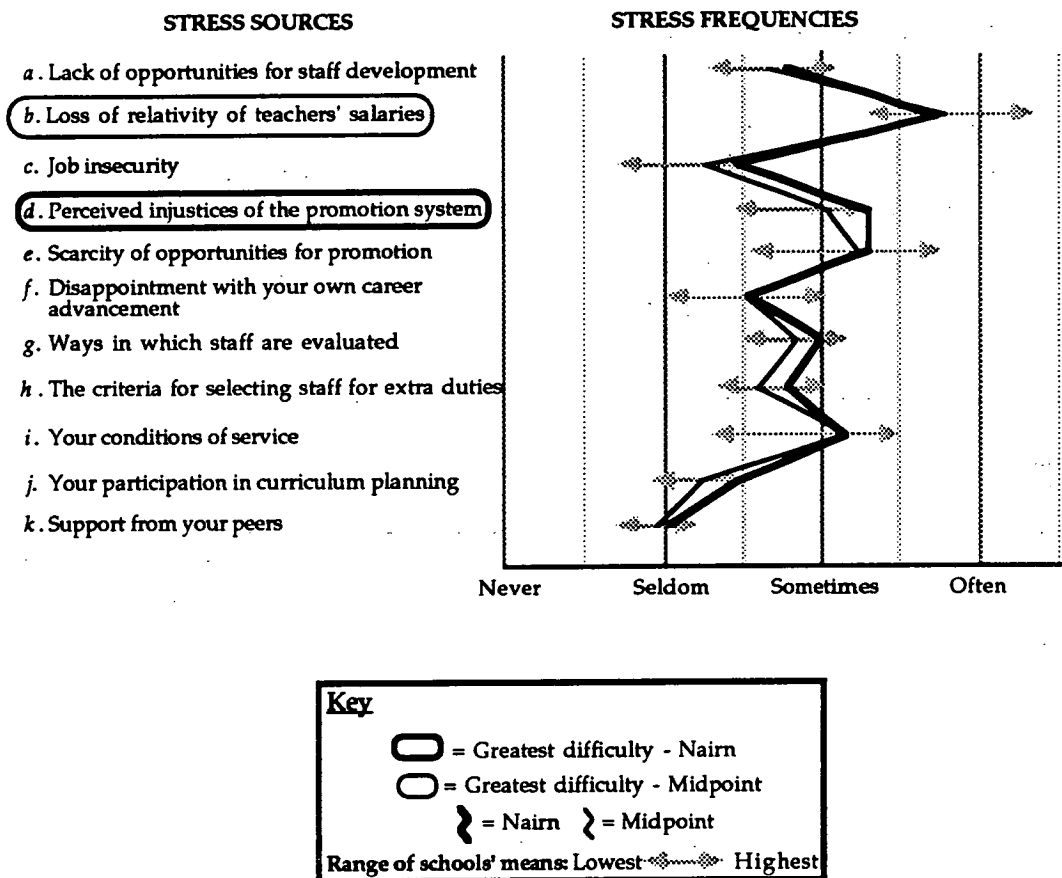 STRESS SOURCES
STRESS FREQUENCIES
a. Lack of opportunities for staff development
b. Loss of relativity of teachers' salaries
c. Job insecurity
d. Perceived injustices of the promotion system
e. Scarcity of opportunities for promotion
f. Disappointment with your own career
advancement
g. Ways in which staff are evaluated
h. The criteria for selecting staff for extra duties
i. Your conditions of service
j. Your participation in curriculum planning
k. Support from your peers
Never Seldom Sometimes Often
Key
= Greatest difficulty - Nairn
= Greatest difficulty - Midpoint
= Nairn = Midpoint
Range of schools' means: Lowest Highest